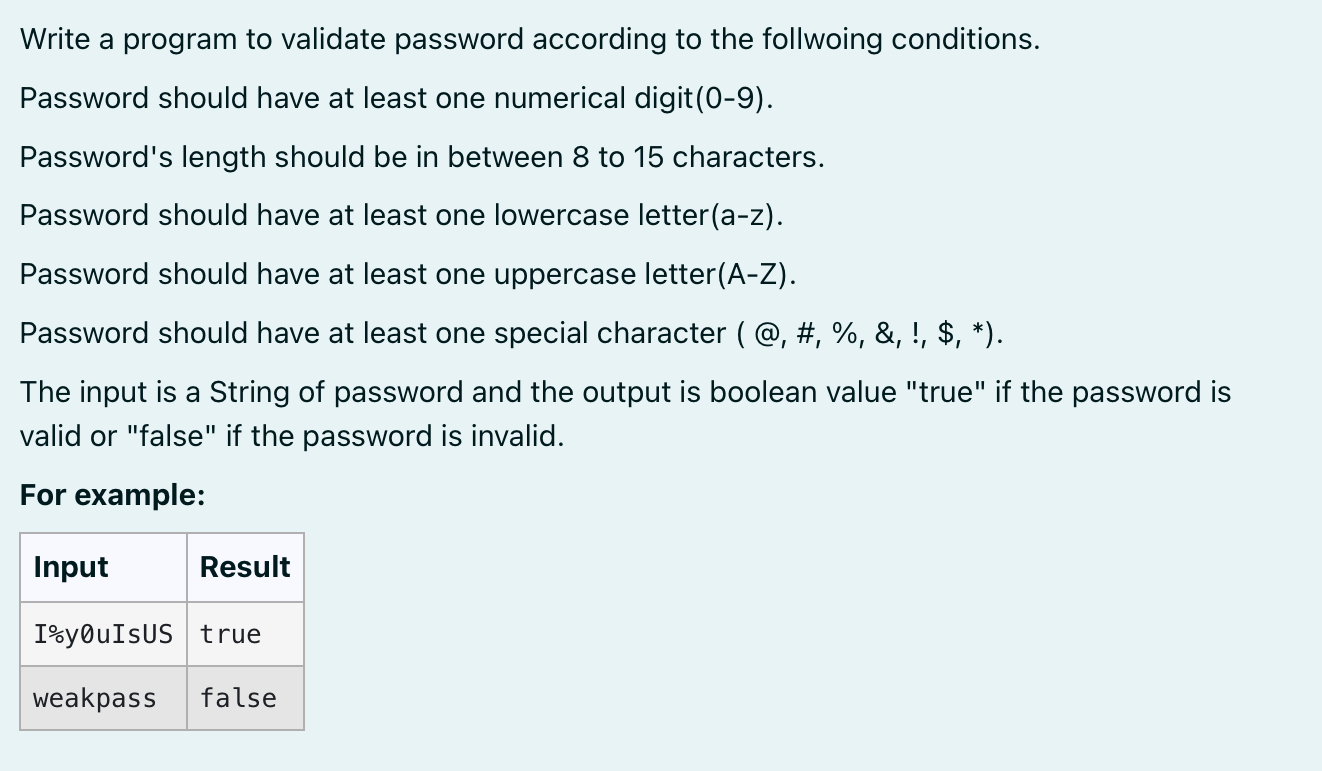 Write a program to validate password according to the follwoing conditions.
Password should have at least one numerical digit(0-9).
Password's length should be in between 8 to 15 characters.
Password should have at least one lowercase letter(a-z).
Password should have at least one uppercase letter(A-Z).
Password should have at least one special character ( @, #, %, &, !, $, *).
The input is a String of password and the output is boolean value "true" if the password is
valid or "false" if the password is invalid.
For example:
Input Result
I%y0uIsUS true
weakpass false